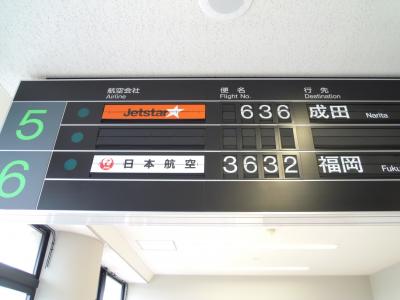 航空会社 便名 行先
Airline Flight No. Destination
5 Jetstar 636 成田 Narita
6 日本航空 3632 福岡 Fuku